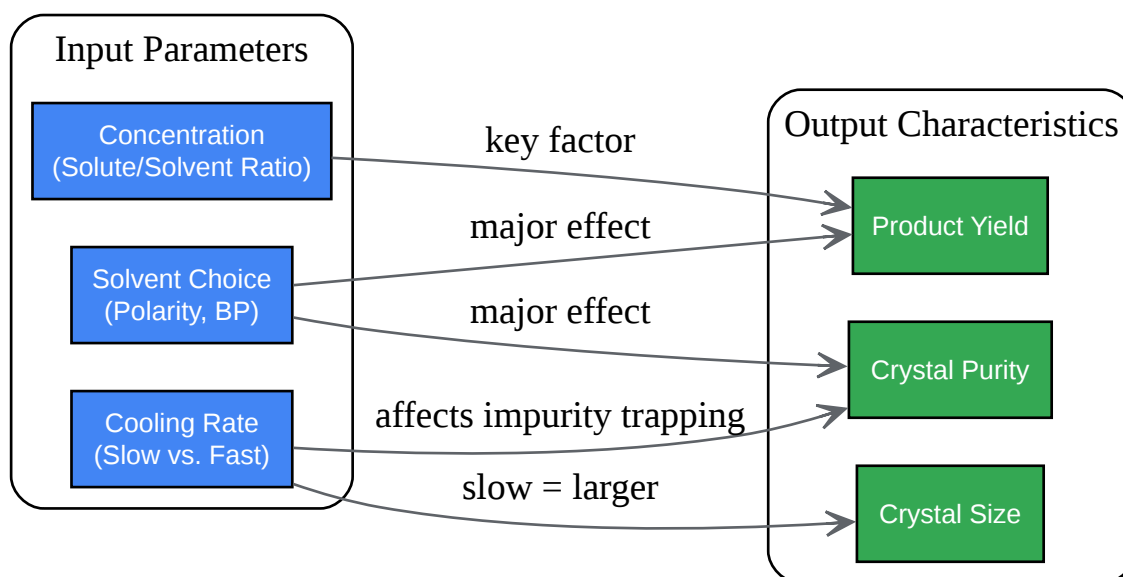 Input Parameters
Concentration
(Solute/Solvent Ratio)
Solvent Choice
(Polarity, BP)
Cooling Rate
(Slow vs. Fast)
key factor
major effect
major effect
affects impurity trapping
slow = larger
Output Characteristics
Product Yield
Crystal Purity
Crystal Size